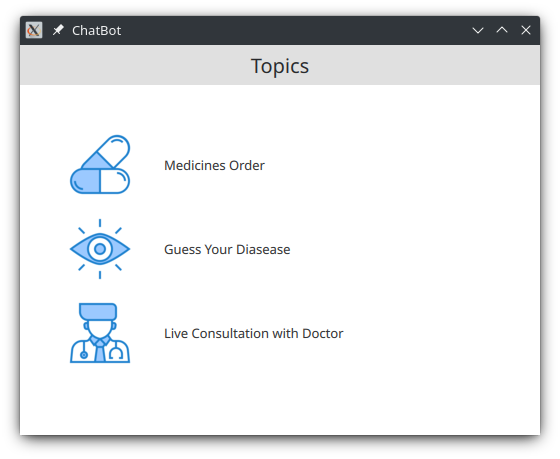 ChatBot
Topics
Medicines Order
Guess Your Diasease
Live Consultation with Doctor